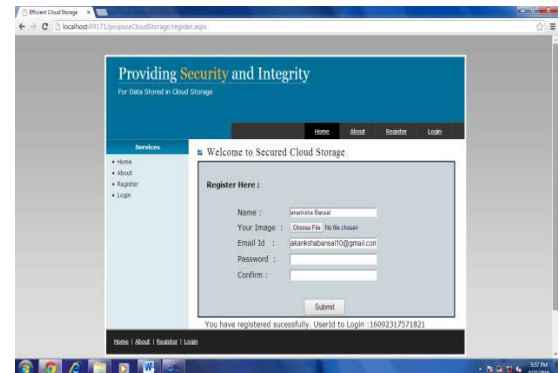 Efficient Cloud Storage
localhost:49171/proposeCloudStorage/register.aspx
Providing Security and Integrity
For Data Stored in Cloud Storage
Home About Register Login
Services
Home
About
Register
Login
Welcome to Secured Cloud Storage
Register Here :
Name : akanksha Bansal
Your Image : Choose File No file chosen
Email Id : akankshabansal10@gmail.com
Password :
Confirm :
Submit
You have registered sucessfully. UserId to Login :16092317571821
Home | About | Register | Login
5:37 PM